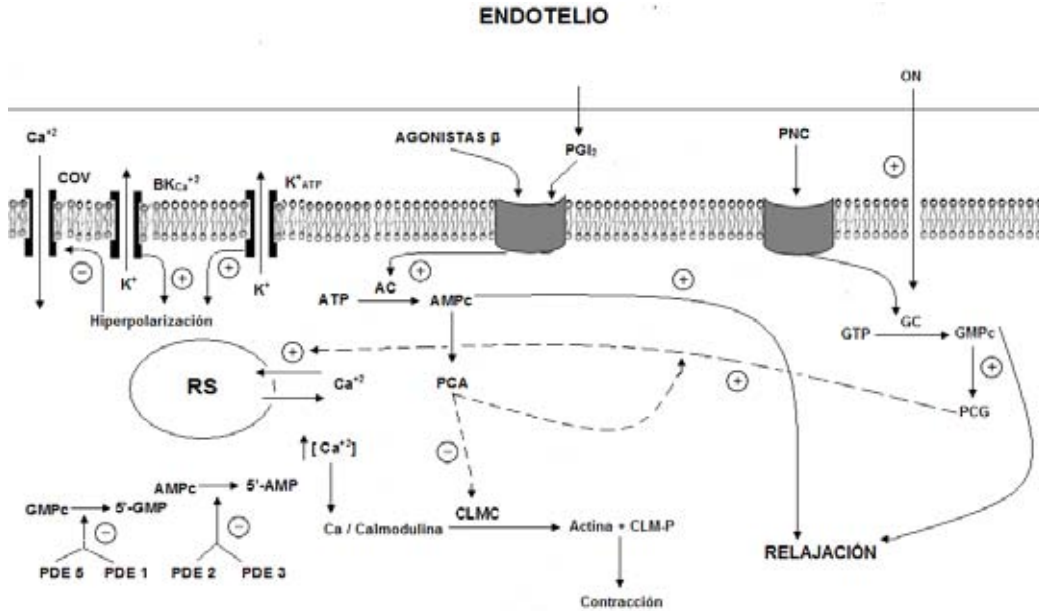 ENDOTELIO
ON
Ca+2
AGONISTAS β
PGI2
PNC
COV
BKCa+2
K+ATP
+
−
K+
+
+
K+
AC
+
+
Hiperpolarización
ATP
AMPc
GC
GTP
GMPc
+
RS
Ca+2
PCA
+
+
PCG
[Ca+2]
−
AMPc
5'-AMP
GMPc
5'-GMP
−
−
CLMC
Ca / Calmodulina
Actina + CLM-P
RELAJACIÓN
PDE 5
PDE 1
PDE 2
PDE 3
Contracción